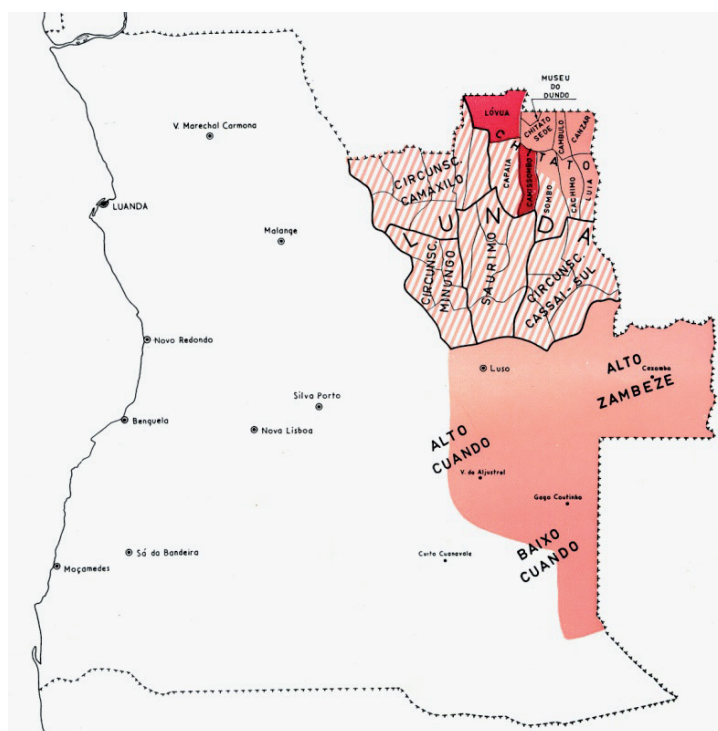 MUSEU
DO
DUNDO
LÓVUA
CHITATO
SEDE
CAMBULO
CANZAR
V. Marechal Carmona
CHITATO
CIRCUNSC.
CAMAXILO
CAPAIA
CAMISSOMBO
SOMBO
CACHIMO
LUIA
LUANDA
Malange
LUNDA
CIRCUNSC.
MINUNGO
SAURIMO
CIRCUNSC.
CASSAI-SUL
Novo Redondo
Luso
ALTO
ZAMBEZE
Cazombo
Silva Porto
Benguela
Nova Lisboa
ALTO
CUANDO
V. de Aljustrel
Gago Coutinho
Sá da Bandeira
BAIXO
CUANDO
Cuito Cuanavale
Moçamedes